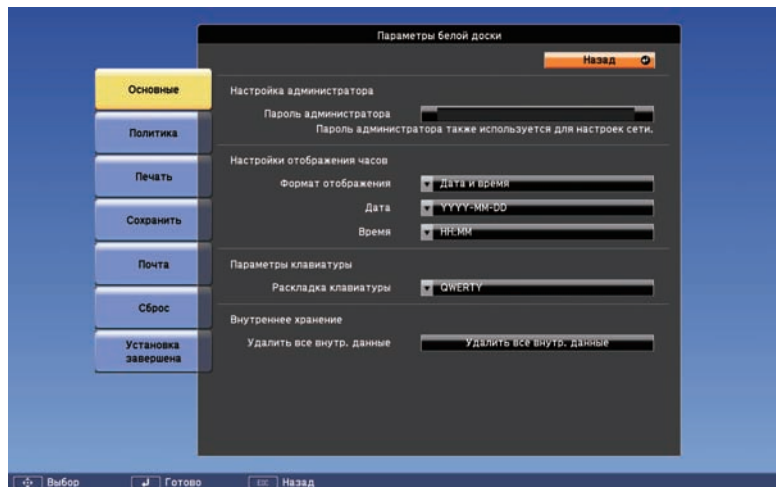 Параметры белой доски
Назад
Основные
Политика
Печать
Сохранить
Почта
Сброс
Установка
завершена
Настройка администратора
Пароль администратора
Пароль администратора также используется для настроек сети.
Настройки отображения часов
Формат отображения Дата и время
Дата YYYY-MM-DD
Время HH:MM
Параметры клавиатуры
Раскладка клавиатуры QWERTY
Внутреннее хранение
Удалить все внутр. данные Удалить все внутр. данные
Выбор Готово Esc Назад